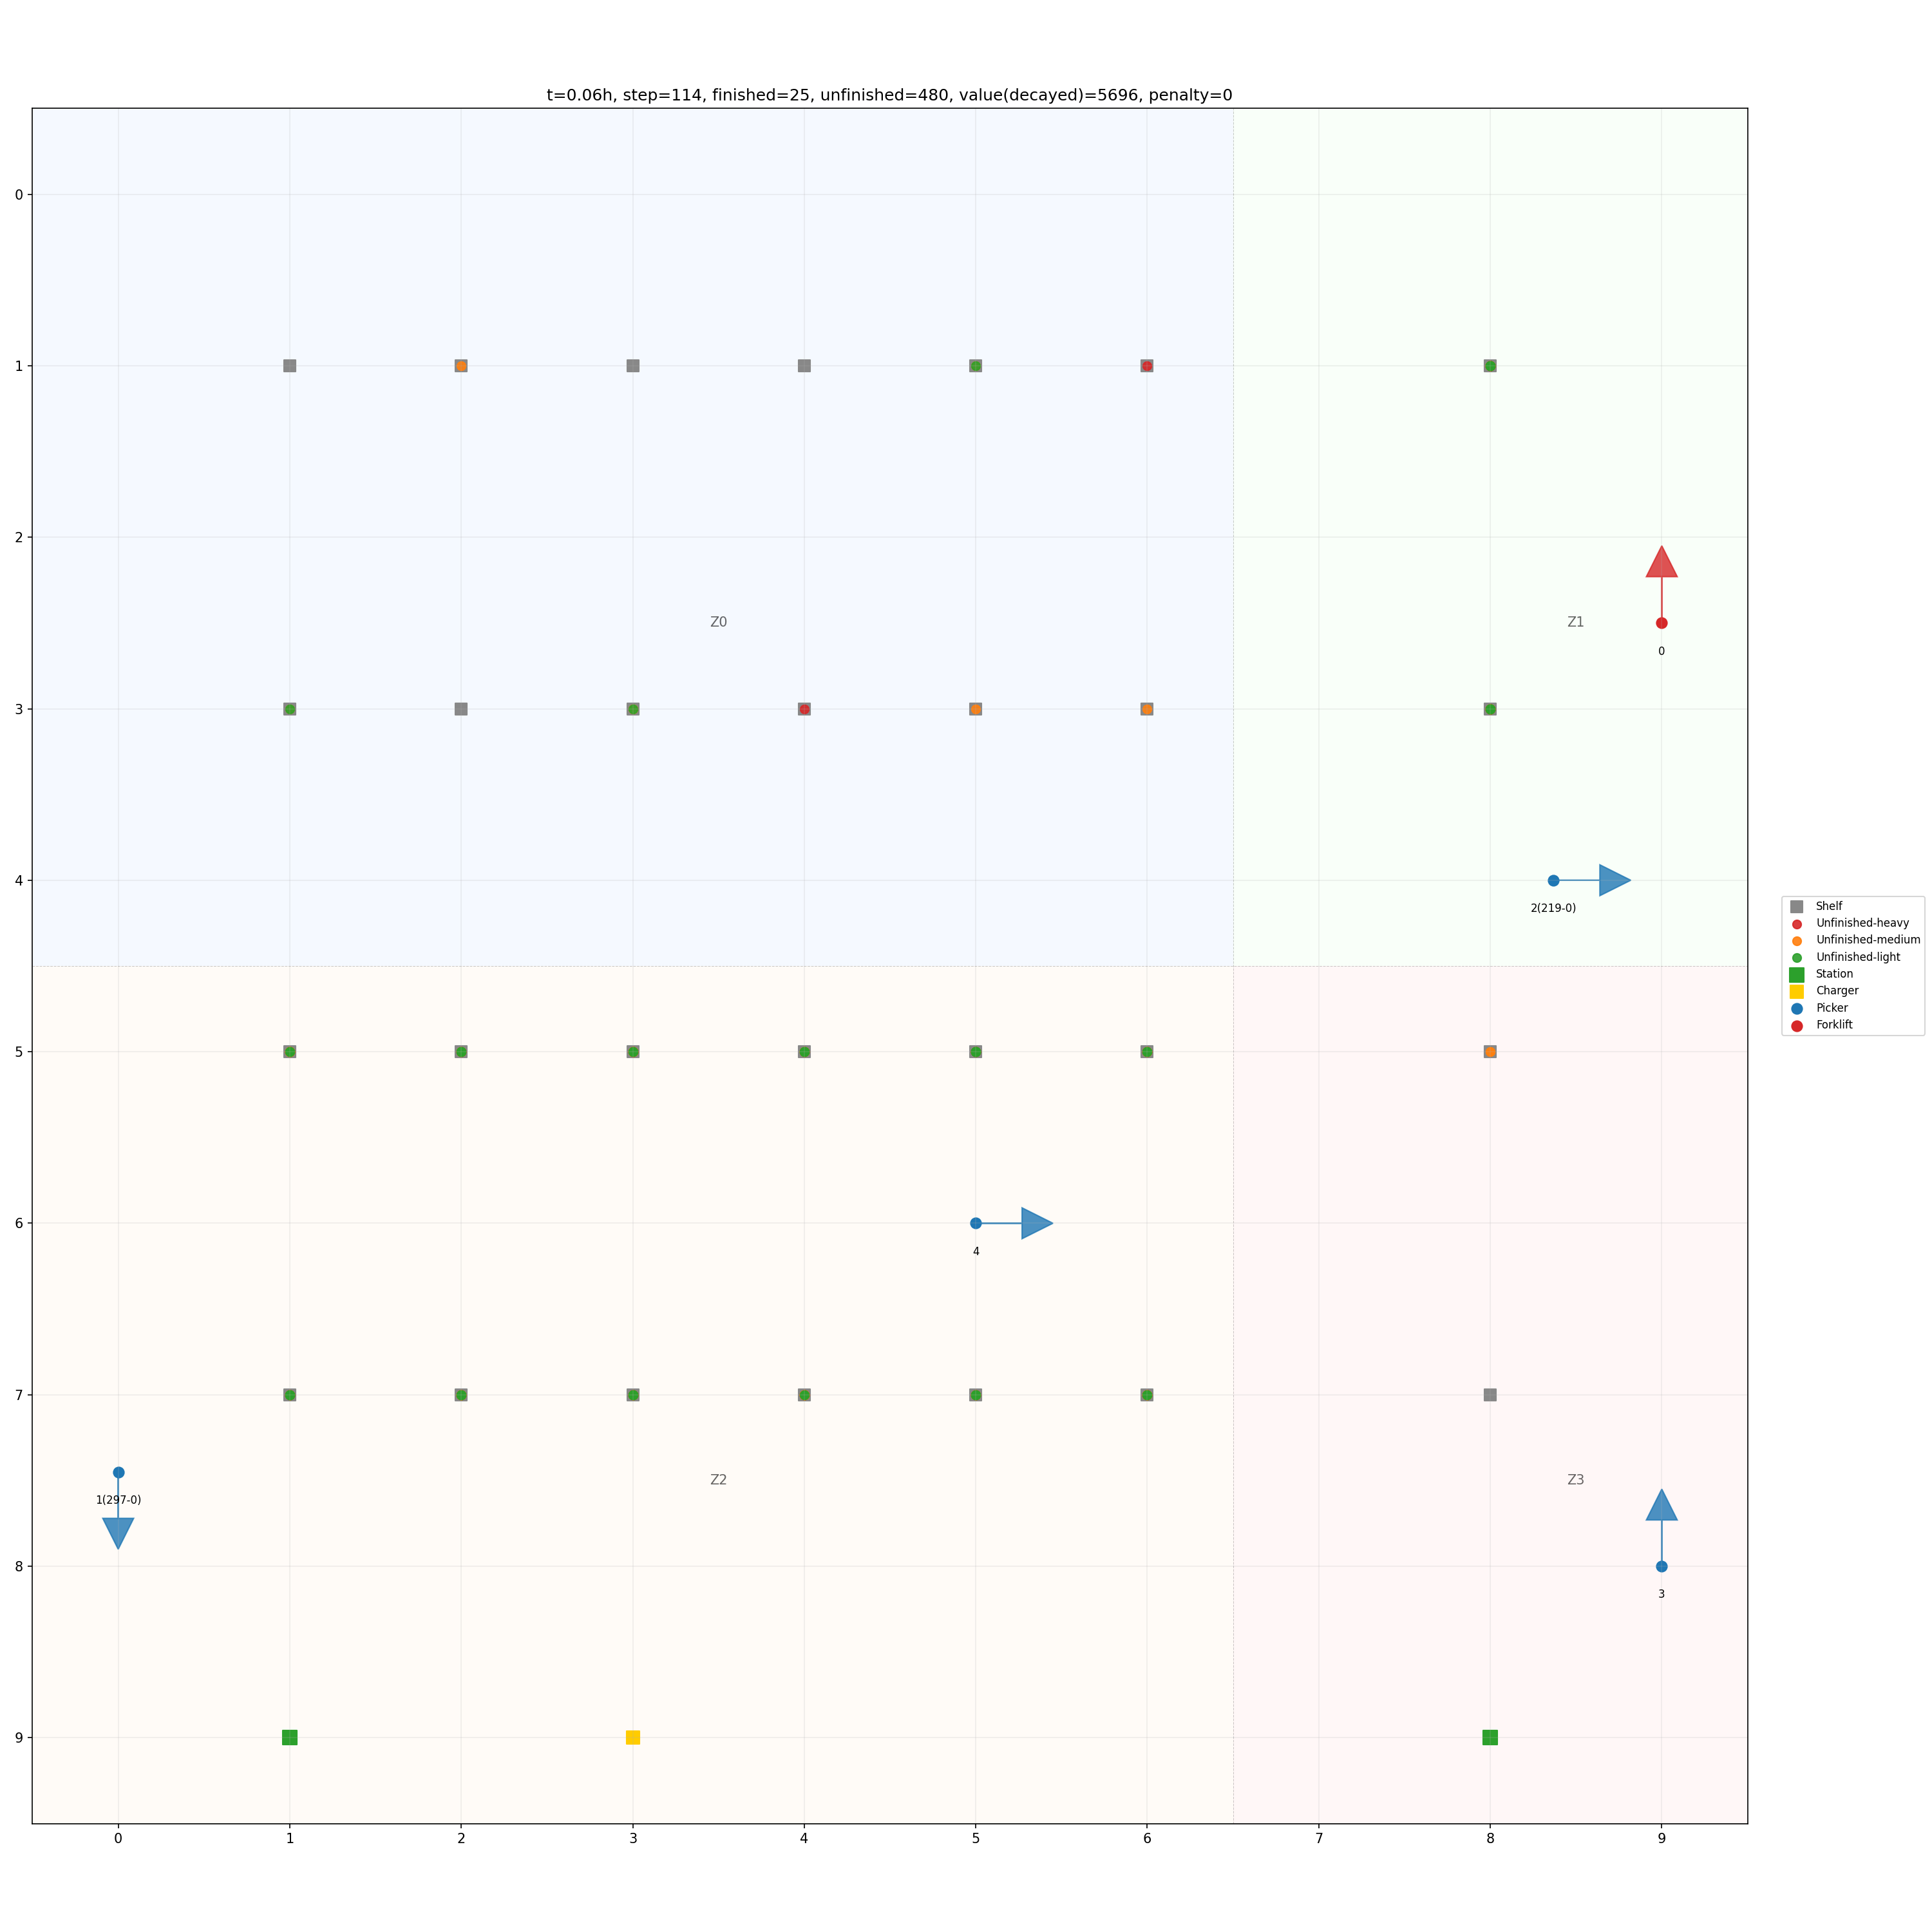 t=0.06h, step=114, finished=25, unfinished=480, value(decayed)=5696, penalty=0
0
1
2
Z0
Z1
0
3
4
2(219-0)
Shelf
Unfinished-heavy
Unfinished-medium
Unfinished-light
Station
Charger
Picker
Forklift
5
6
4
7
Z2
Z3
1(297-0)
8
3
9
0 1 2 3 4 5 6 7 8 9